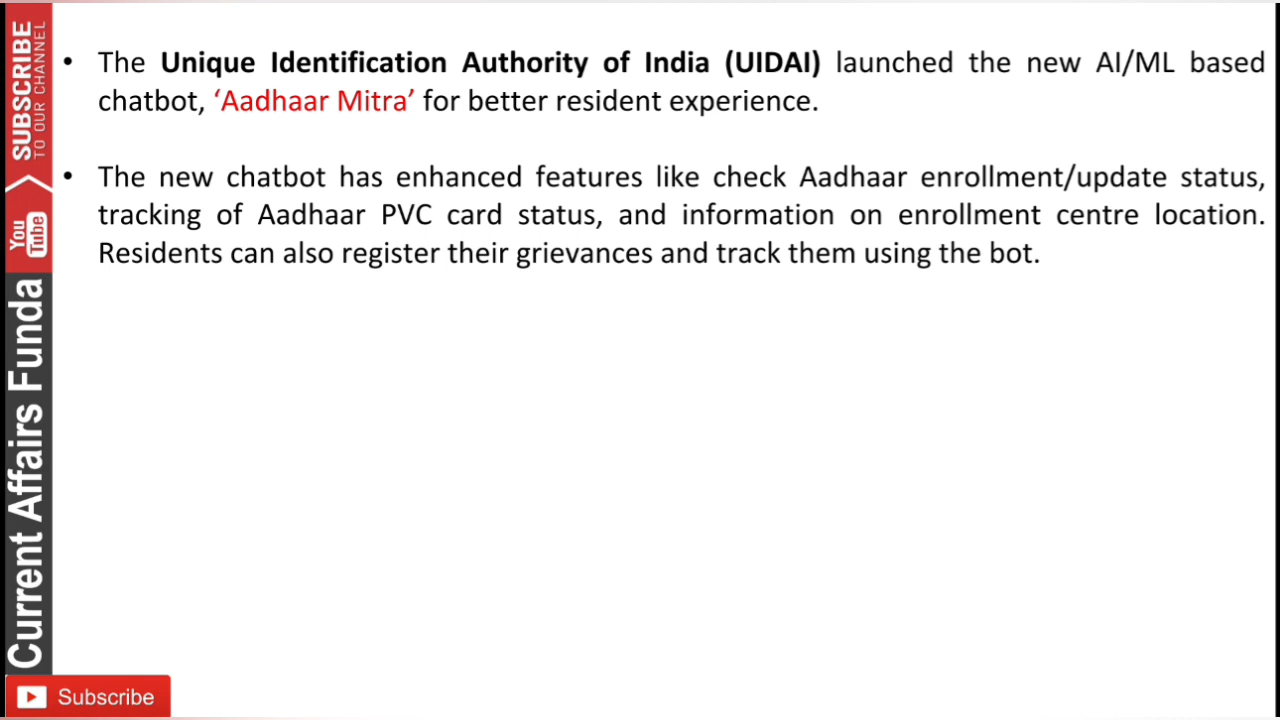 SUBSCRIBE
TO OUR CHANNEL
You
Tube
Current Affairs Funda
• The Unique Identification Authority of India (UIDAI) launched the new AI/ML based
chatbot, ‘Aadhaar Mitra’ for better resident experience.
• The new chatbot has enhanced features like check Aadhaar enrollment/update status,
tracking of Aadhaar PVC card status, and information on enrollment centre location.
Residents can also register their grievances and track them using the bot.
Subscribe